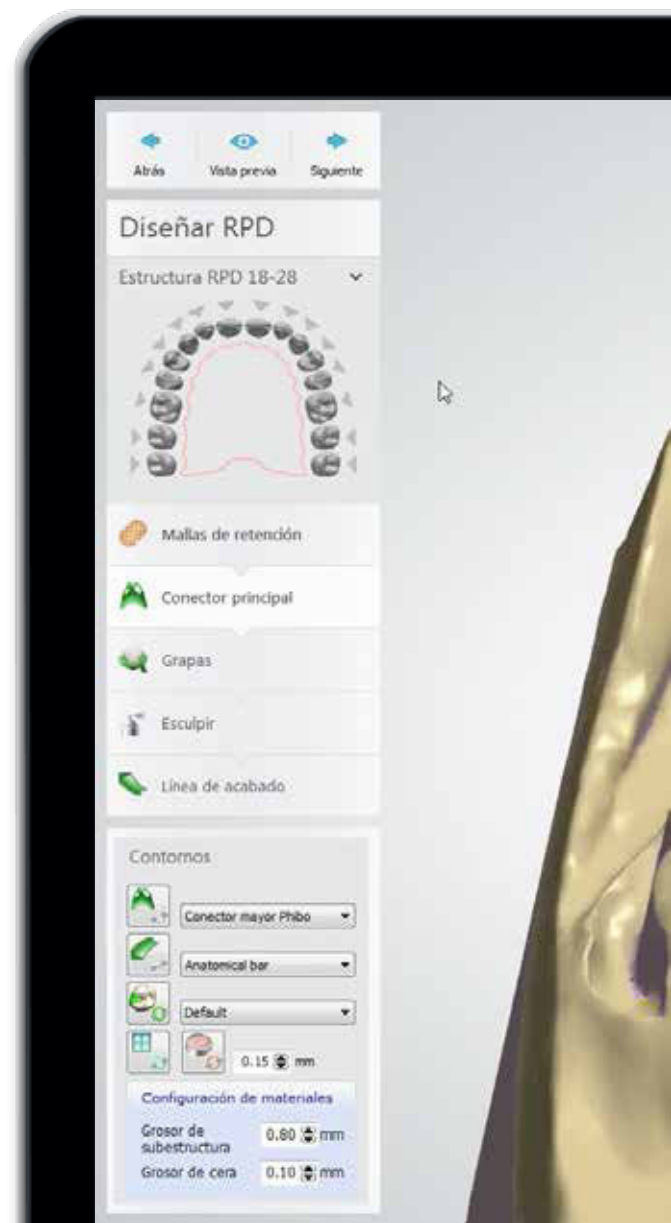 Atrás
Vista previa
Siguiente
Diseñar RPD
Estructura RPD 18-28
Mallas de retención
Conector principal
Grapas
Esculpir
Línea de acabado
Contornos
Conector mayor Phibo
Anatomical bar
Default
0.15 mm
Configuración de materiales
Grosor de
subestructura
0.80 mm
Grosor de cera
0.10 mm